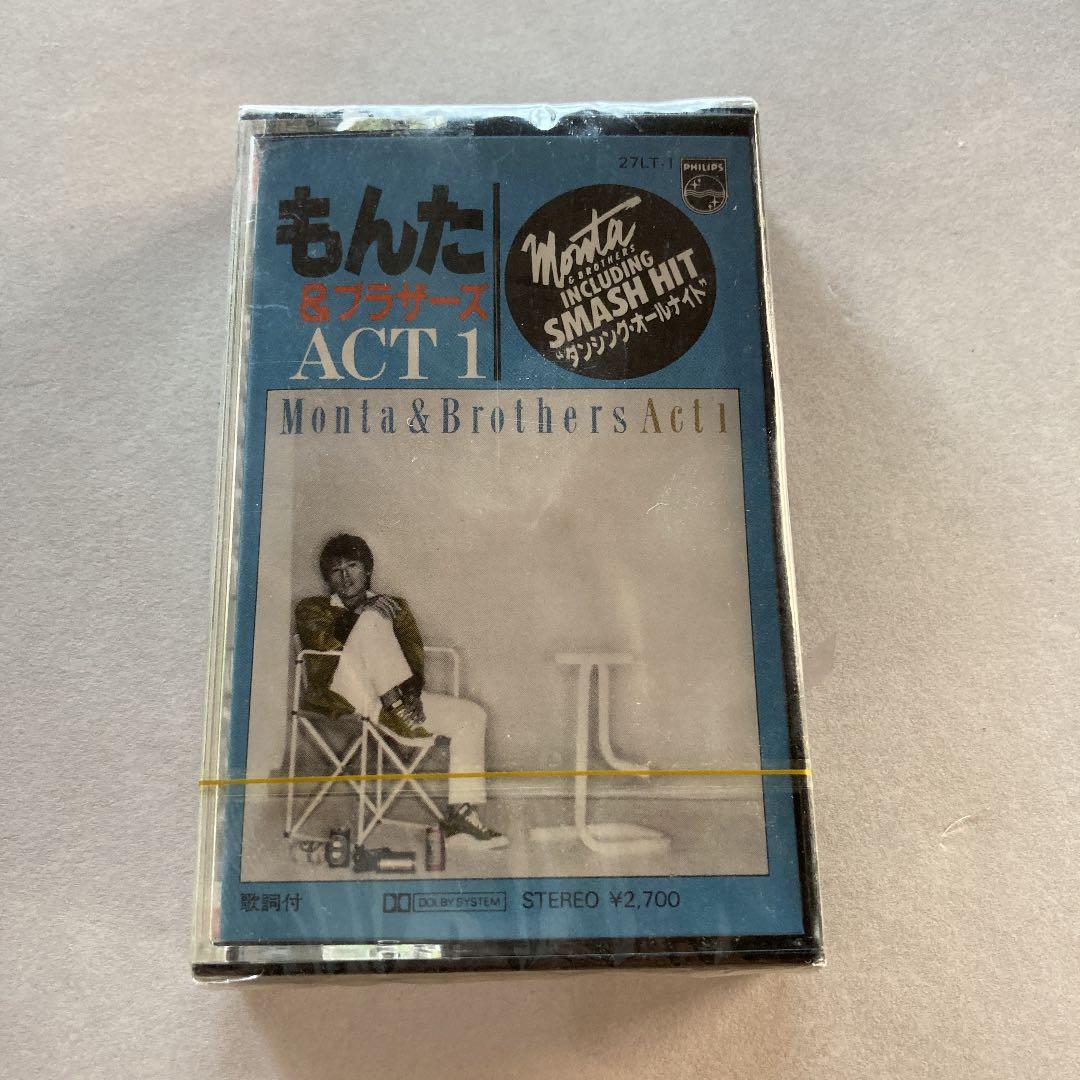 27LT-1
PHILIPS
もんた
&ブラザーズ
ACT 1
Monta
& BROTHERS
INCLUDING
SMASH HIT
“ダンシング・オールナイト”
Monta&Brothers Act 1
歌詞付 DOLBY SYSTEM STEREO ¥2,700